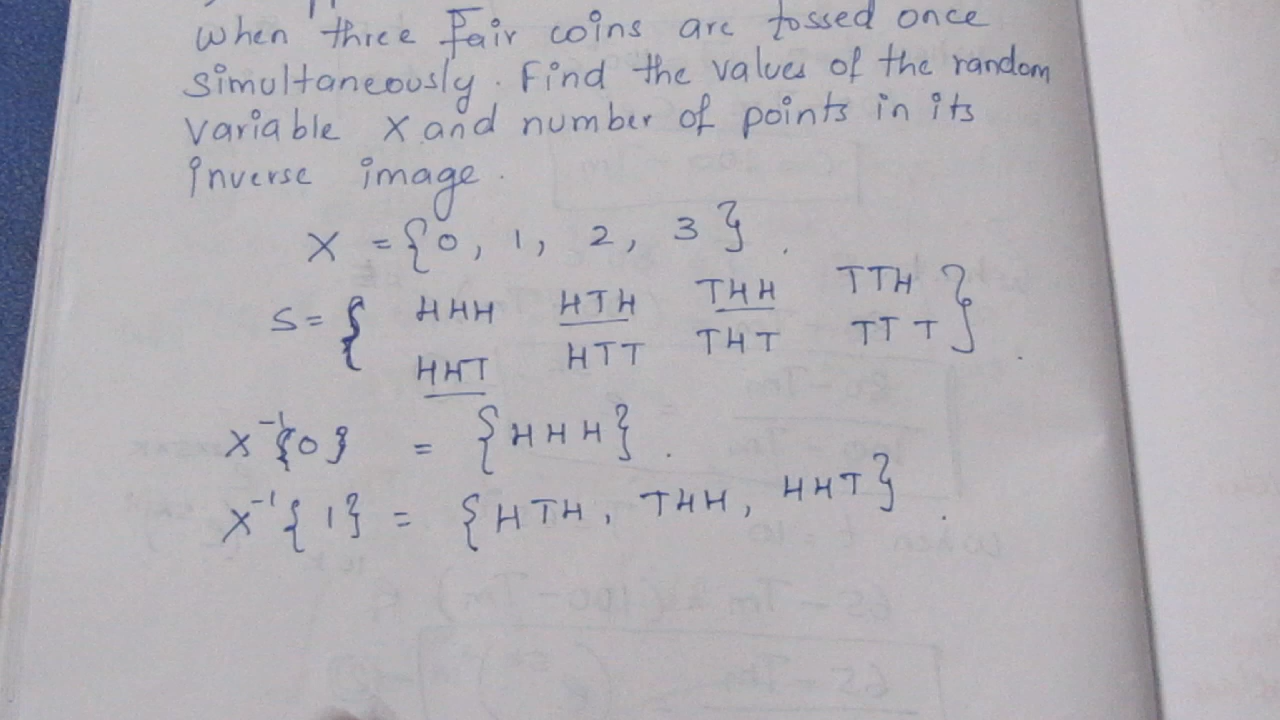 when three fair coins are tossed once
simultaneously. Find the values of the random
variable X and number of points in its
inverse image.
X = {0, 1, 2, 3}.
S = { HHH HTH THH TTH
HHT HTT THT TTT }.
X⁻¹{0} = {HHH}.
X⁻¹{1} = {HTH, THH, HHT}.